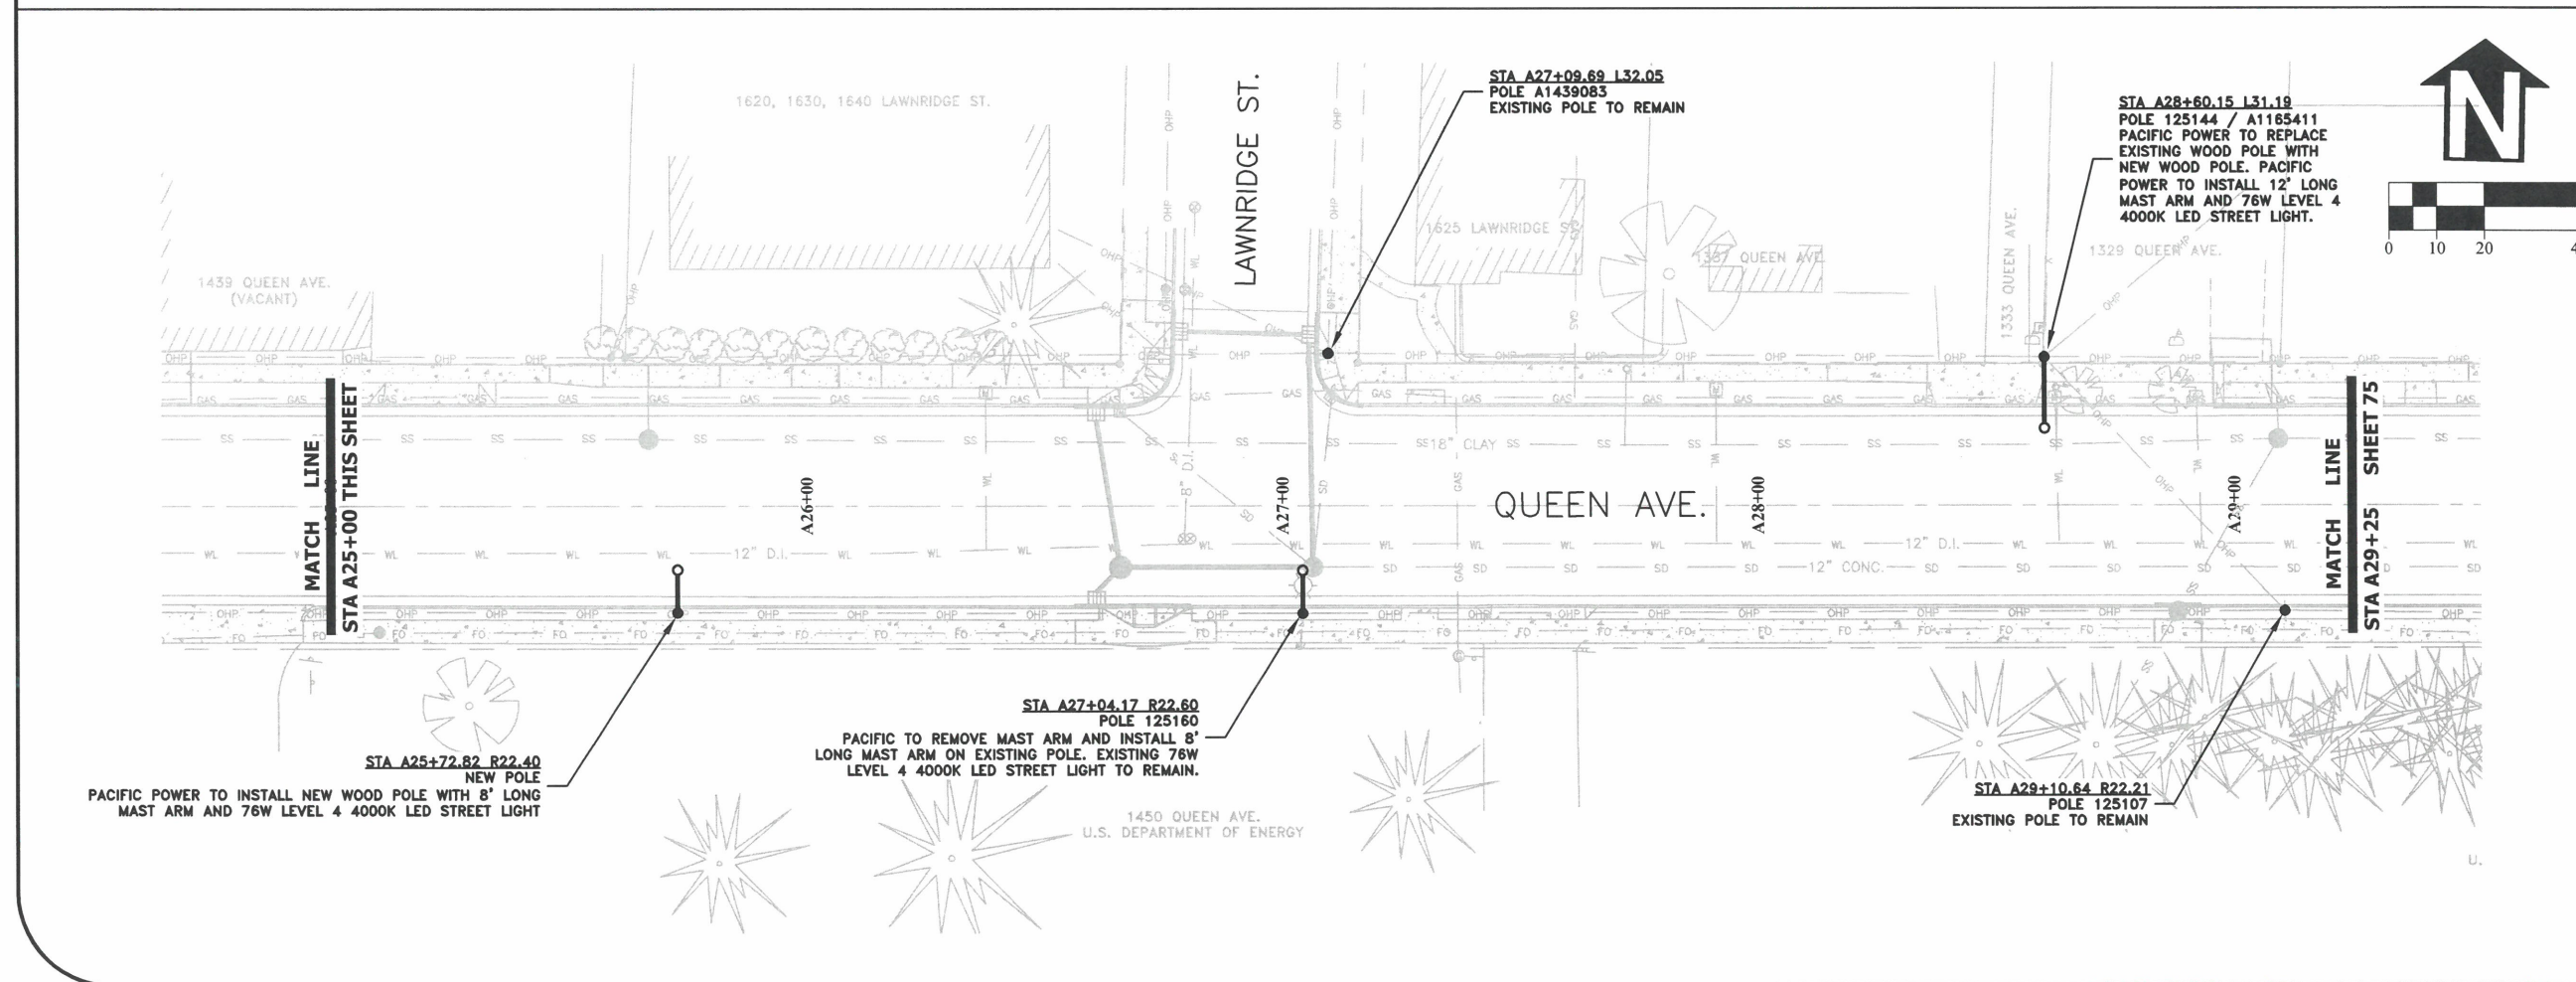 STA A27+09.69 L32.05
POLE A1439083
EXISTING POLE TO REMAIN
STA A28+60.15 L31.19
POLE 125144 / A1165411
PACIFIC POWER TO REPLACE
EXISTING WOOD POLE WITH
NEW WOOD POLE. PACIFIC
POWER TO INSTALL 12' LONG
MAST ARM AND 76W LEVEL 4
4000K LED STREET LIGHT.
N
0 10 20
1620, 1630, 1640 LAWNRIDGE ST.
LAWNRIDGE ST.
1625 LAWNRIDGE ST.
1337 QUEEN AVE.
1333 QUEEN AVE.
1329 QUEEN AVE.
1439 QUEEN AVE.
(VACANT)
MATCH LINE
STA A25+00 THIS SHEET
A26+00
A27+00
A28+00
A29+00
QUEEN AVE.
18" CLAY
8" D.I.
12" D.I.
12" D.I.
12" CONC.
MATCH LINE
STA A29+25 SHEET 75
STA A25+72.82 R22.40
NEW POLE
PACIFIC POWER TO INSTALL NEW WOOD POLE WITH 8' LONG
MAST ARM AND 76W LEVEL 4 4000K LED STREET LIGHT
STA A27+04.17 R22.60
POLE 125160
PACIFIC TO REMOVE MAST ARM AND INSTALL 8'
LONG MAST ARM ON EXISTING POLE. EXISTING 76W
LEVEL 4 4000K LED STREET LIGHT TO REMAIN.
1450 QUEEN AVE.
U.S. DEPARTMENT OF ENERGY
STA A29+10.64 R22.21
POLE 125107
EXISTING POLE TO REMAIN
U.